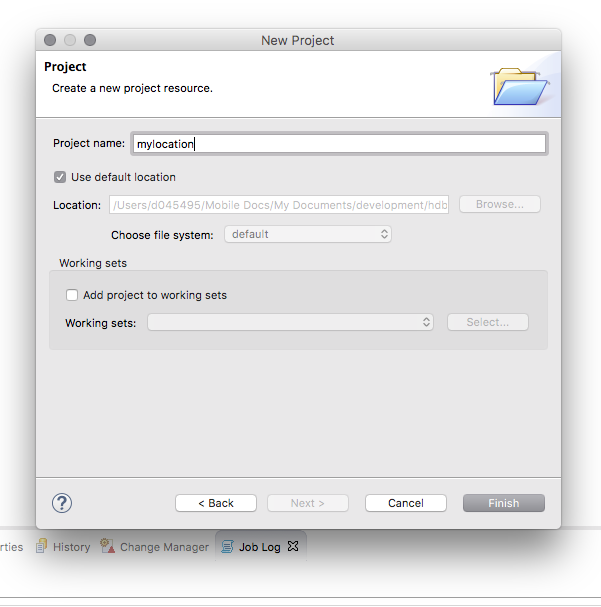 New Project
Project
Create a new project resource.
Project name: mylocation
Use default location
Location: /Users/d045495/Mobile Docs/My Documents/development/hdb Browse...
Choose file system: default
Working sets
Add project to working sets
Working sets: Select...
? < Back Next > Cancel Finish
rties History Change Manager Job Log